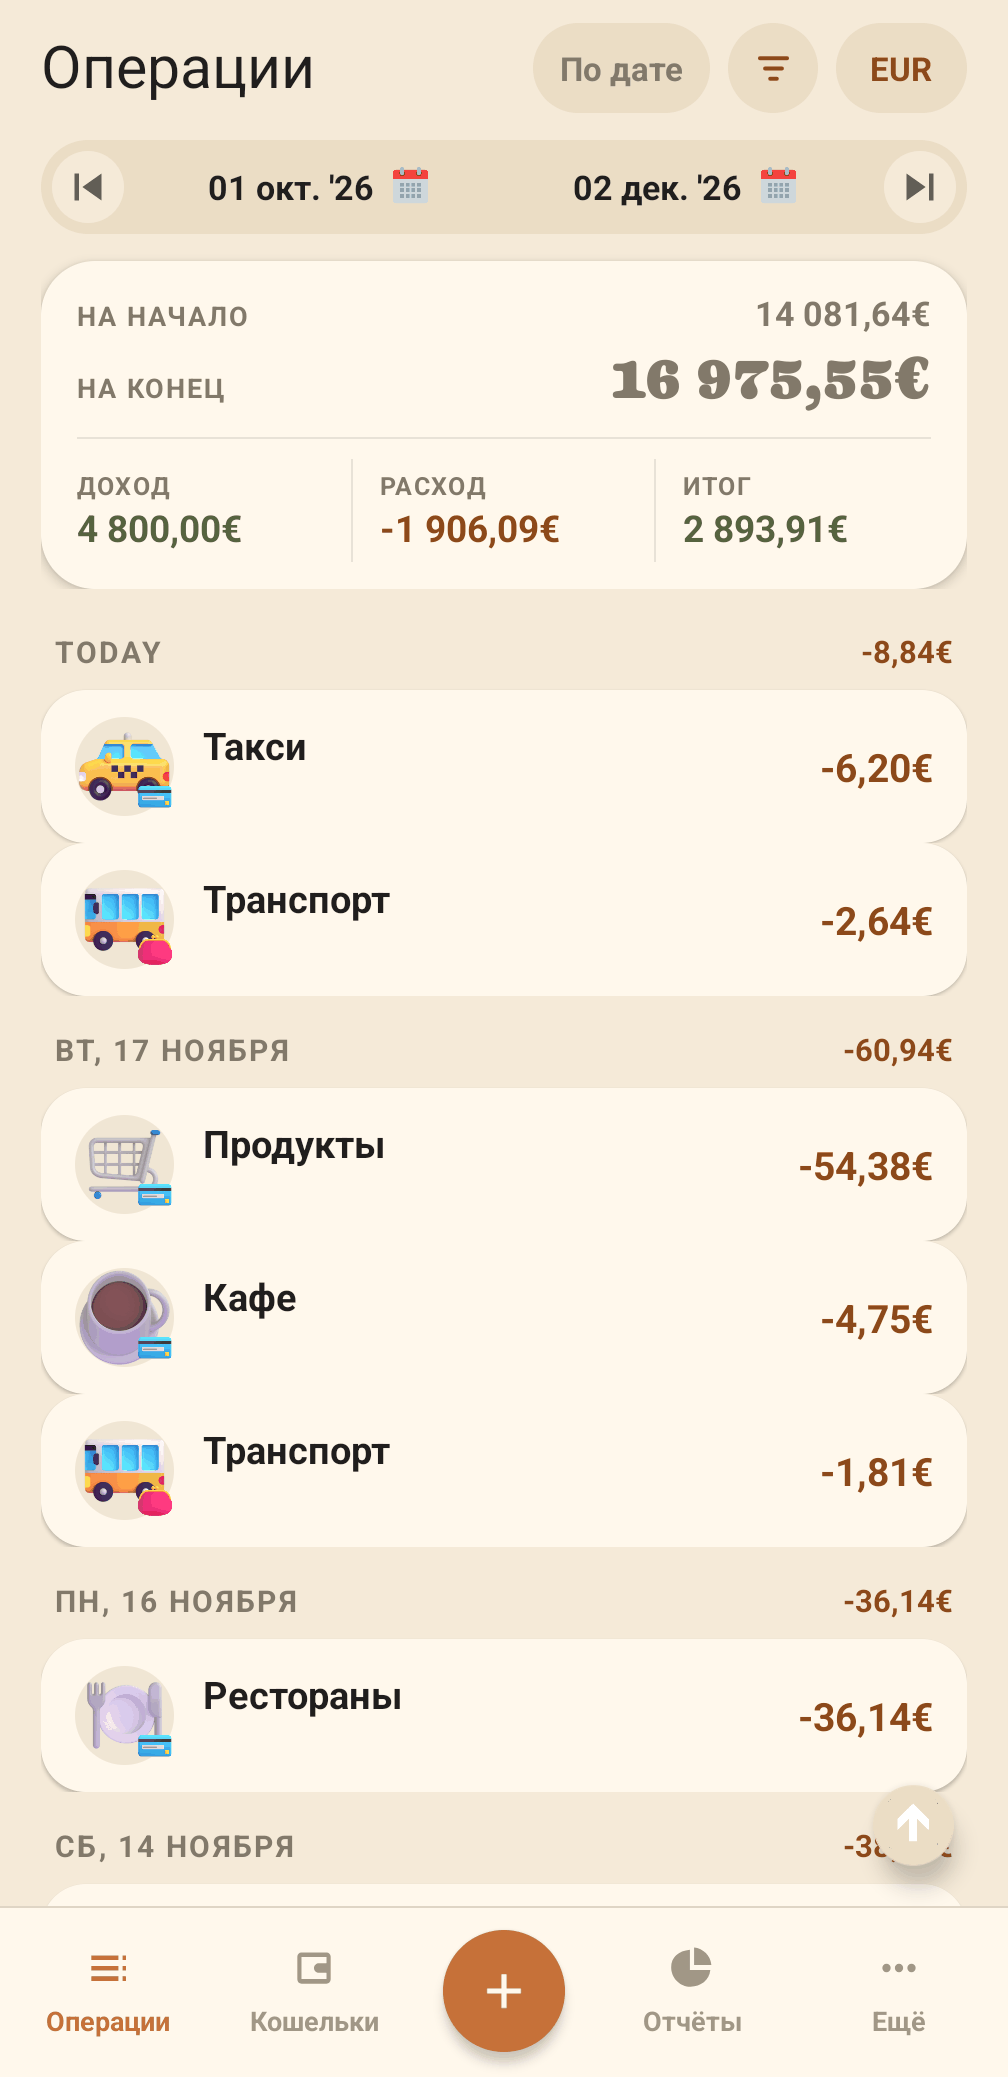 Операции
По дате
EUR
01 окт. '26
02 дек. '26
НА НАЧАЛО
14 081,64€
НА КОНЕЦ
16 975,55€
ДОХОД
РАСХОД
ИТОГ
4 800,00€
-1 906,09€
2 893,91€
TODAY
-8,84€
Такси
-6,20€
Транспорт
-2,64€
ВТ, 17 НОЯБРЯ
-60,94€
Продукты
-54,38€
Кафе
-4,75€
Транспорт
-1,81€
ПН, 16 НОЯБРЯ
-36,14€
Рестораны
-36,14€
СБ, 14 НОЯБРЯ
Операции
Кошельки
Отчёты
Ещё